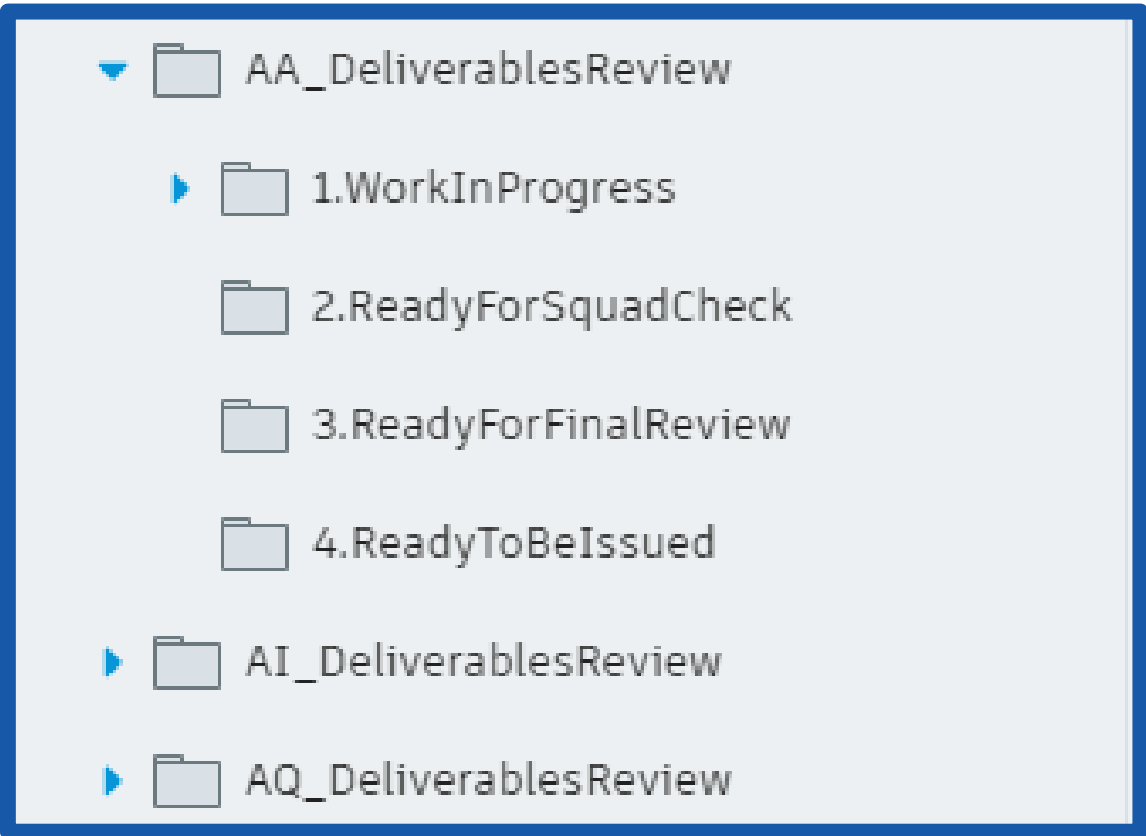 AA_DeliverablesReview
1.WorkInProgress
2.ReadyForSquadCheck
3.ReadyForFinalReview
4.ReadyToBeIssued
AI_DeliverablesReview
AQ_DeliverablesReview